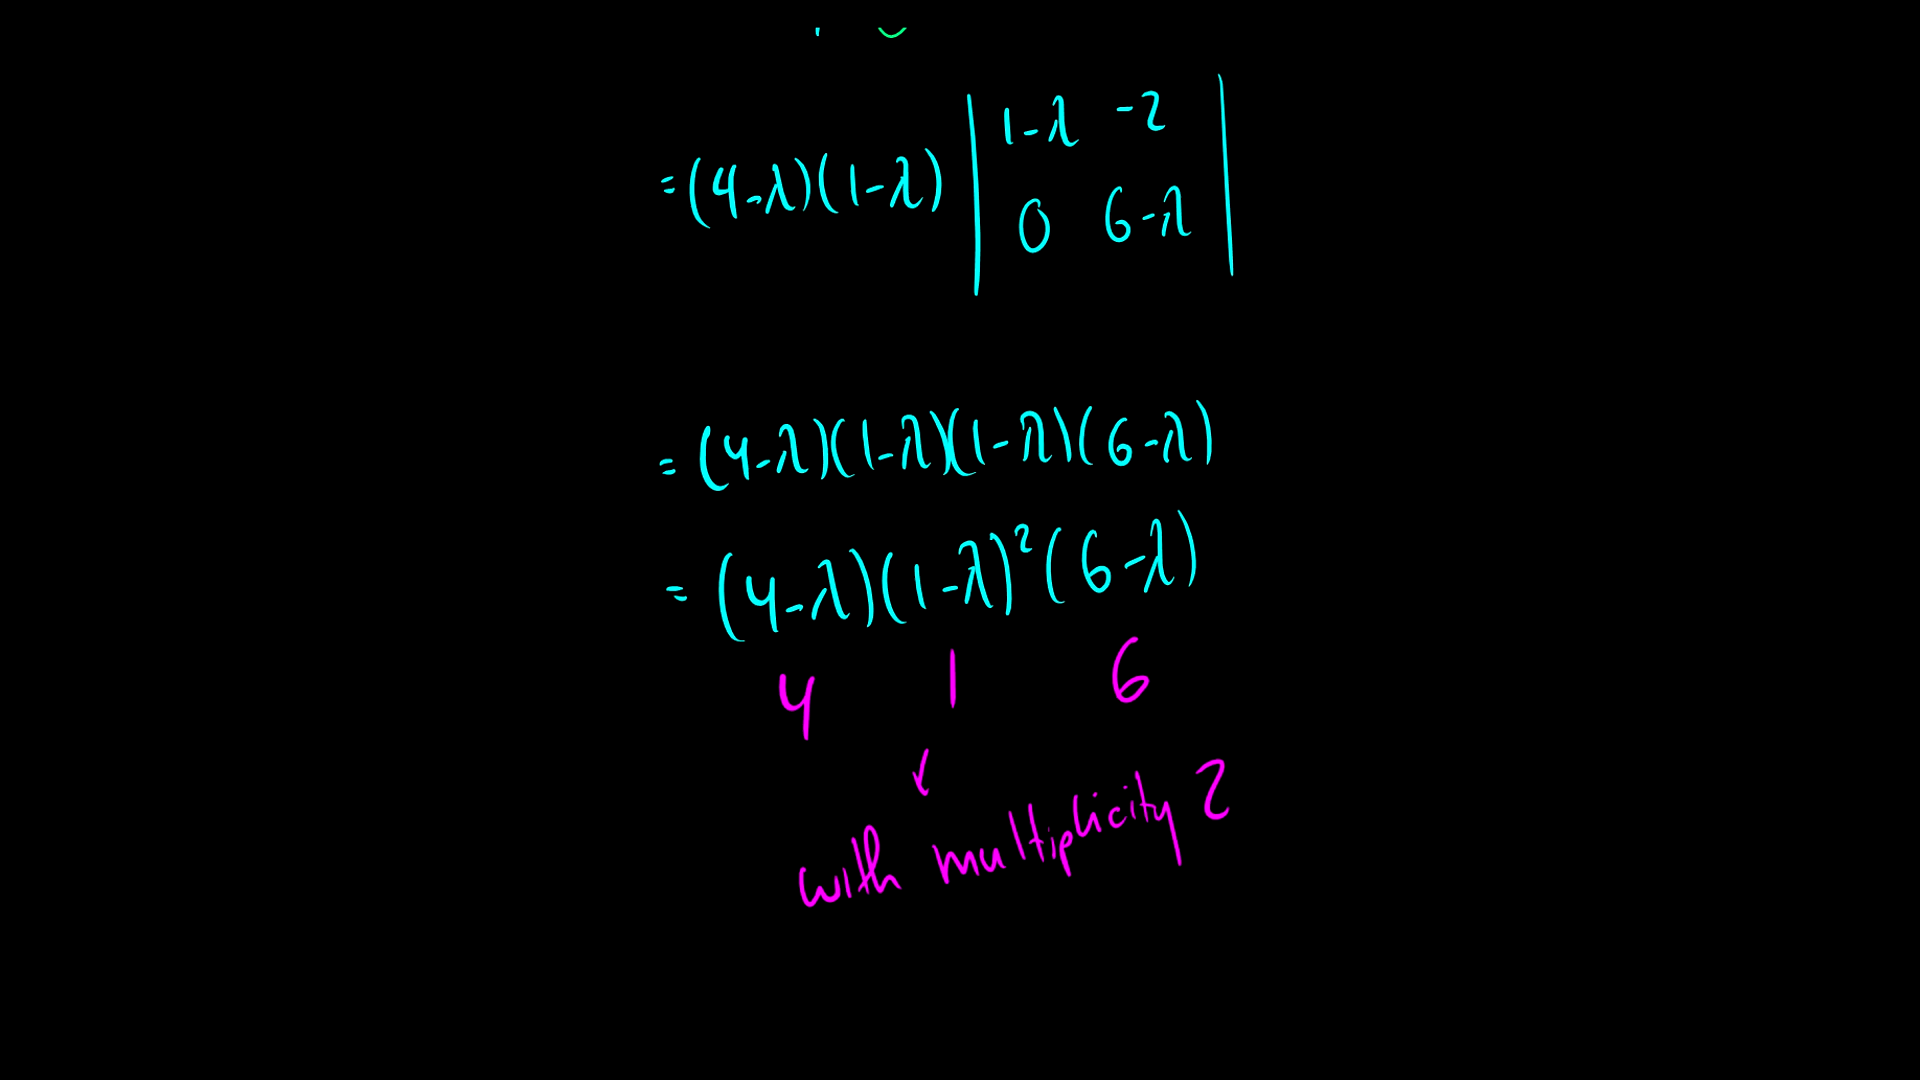 = (4-λ)(1-λ) | 1-λ -2 |
| 0 6-λ |
= (4-λ)(1-λ)(1-λ)(6-λ)
= (4-λ)(1-λ)²(6-λ)
4 1 6
with multiplicity 2